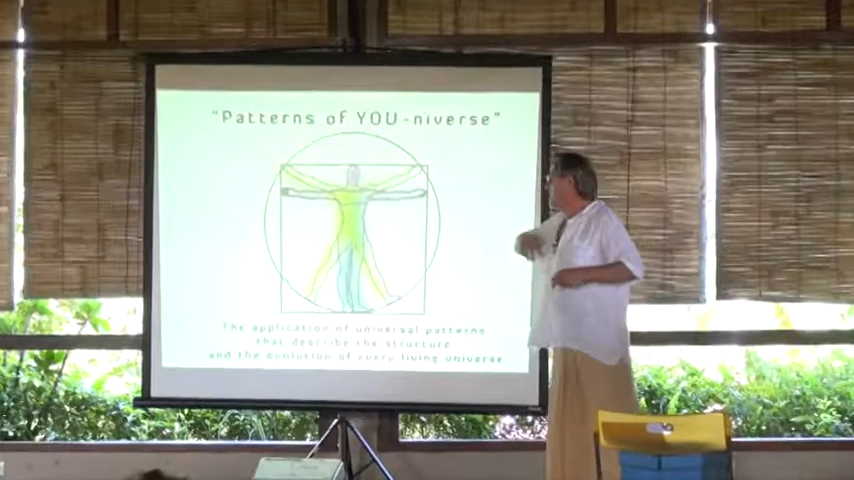 "Patterns of YOU-niverse"
The application of universal patterns
that describe the structure
and the evolution of every living universe